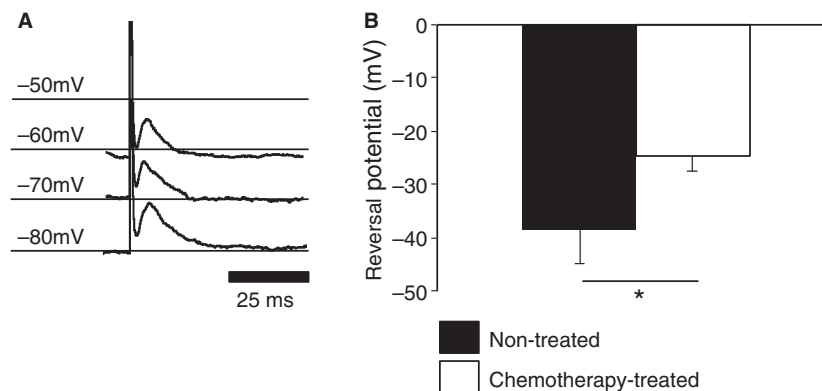 A
−50mV
−60mV
−70mV
−80mV
25 ms
B
Reversal potential (mV)
0
−10
−20
−30
−40
−50
*
Non-treated
Chemotherapy-treated